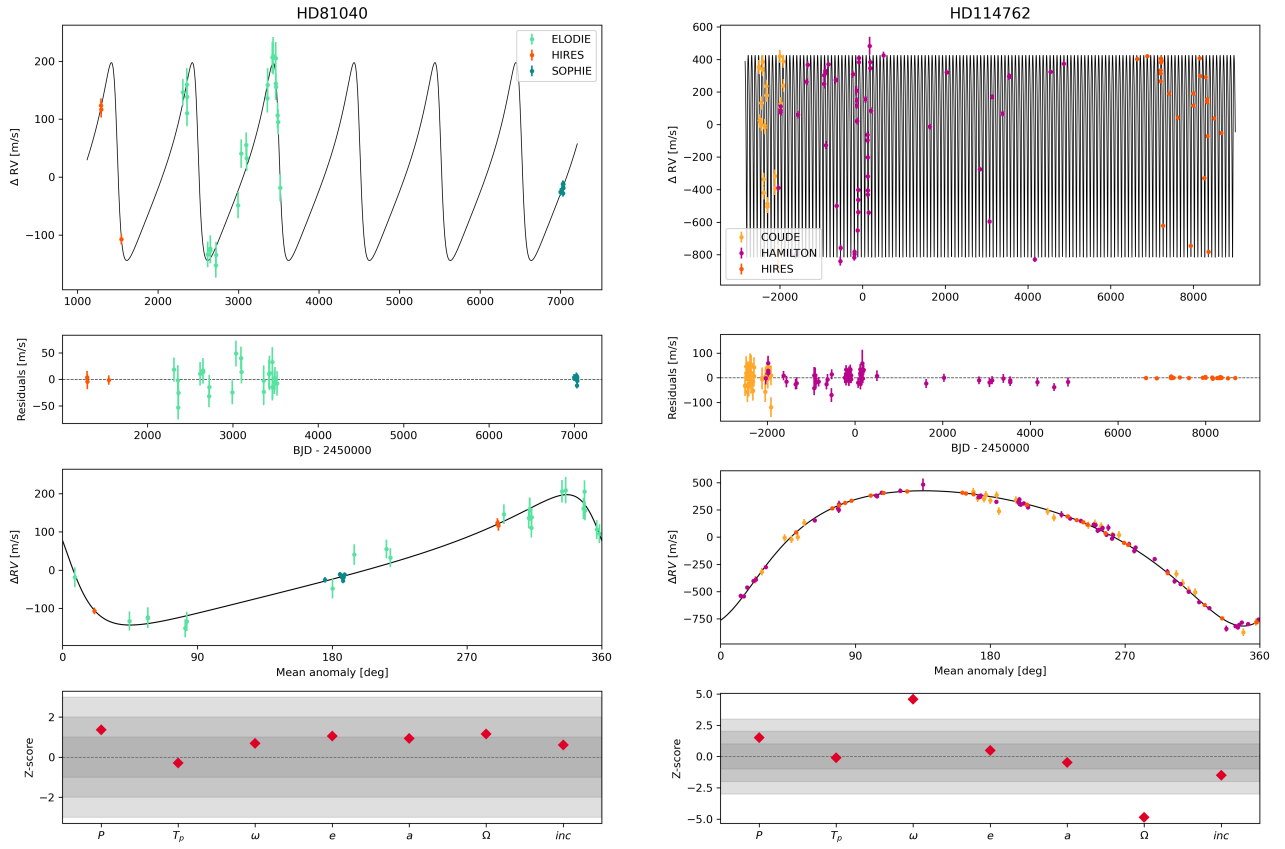 HD81040
Δ RV [m/s]
200
100
0
−100
ELODIE
HIRES
SOPHIE
1000 2000 3000 4000 5000 6000 7000
Residuals [m/s]
50
0
−50
2000 3000 4000 5000 6000 7000
BJD - 2450000
ΔRV [m/s]
200
100
0
−100
0 90 180 270 360
Mean anomaly [deg]
Z-score
2
0
−2
P Tp ω e a Ω inc
HD114762
Δ RV [m/s]
600
400
200
0
−200
−400
−600
−800
COUDE
HAMILTON
HIRES
−2000 0 2000 4000 6000 8000
Residuals [m/s]
100
0
−100
−2000 0 2000 4000 6000 8000
BJD - 2450000
ΔRV [m/s]
500
250
0
−250
−500
−750
0 90 180 270 360
Mean anomaly [deg]
Z-score
5.0
2.5
0.0
−2.5
−5.0
P Tp ω e a Ω inc